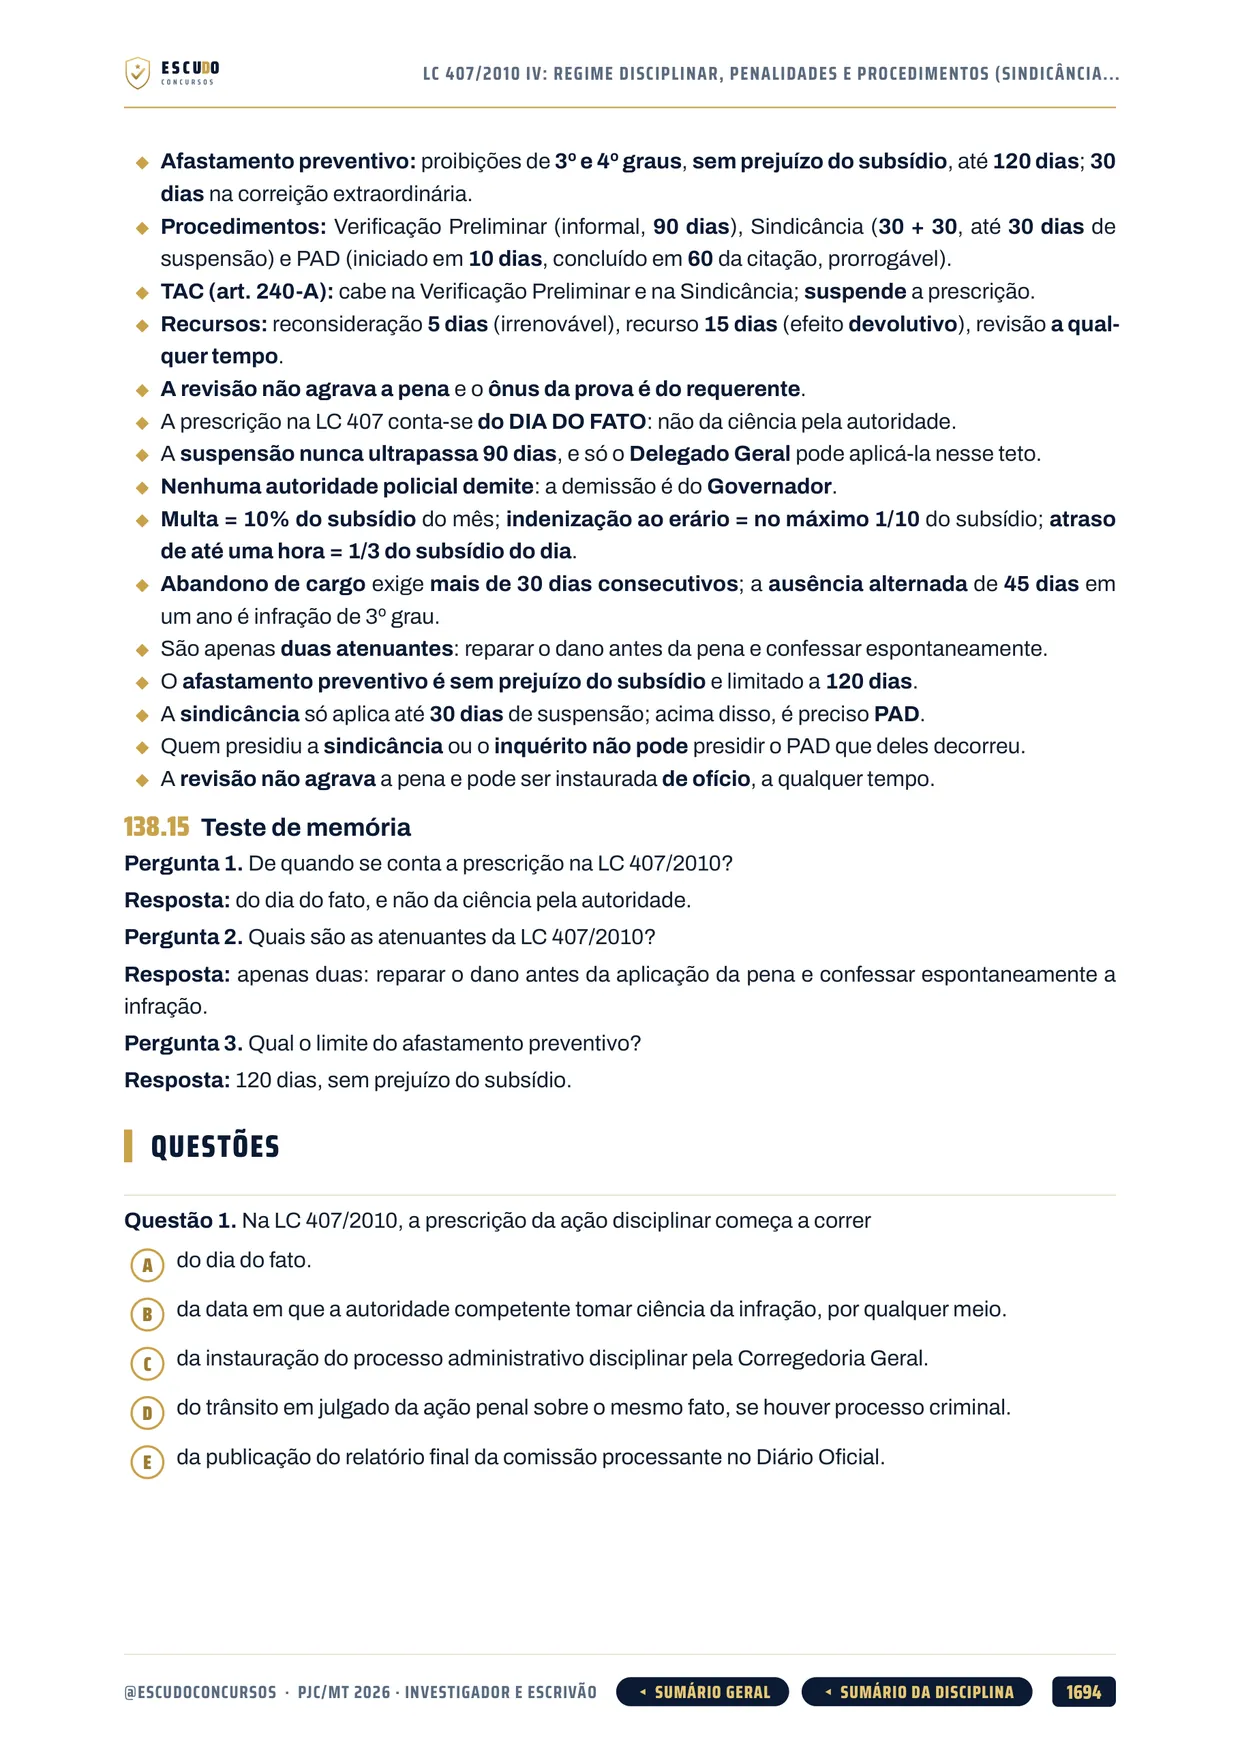 ESCUDO
CONCURSOS
LC 407/2010 IV: REGIME DISCIPLINAR, PENALIDADES E PROCEDIMENTOS (SINDICÂNCIA...
Afastamento preventivo: proibições de 3º e 4º graus, sem prejuízo do subsídio, até 120 dias; 30
dias na correição extraordinária.
Procedimentos: Verificação Preliminar (informal, 90 dias), Sindicância (30 + 30, até 30 dias de
suspensão) e PAD (iniciado em 10 dias, concluído em 60 da citação, prorrogável).
TAC (art. 240-A): cabe na Verificação Preliminar e na Sindicância; suspende a prescrição.
Recursos: reconsideração 5 dias (irrenovável), recurso 15 dias (efeito devolutivo), revisão a qual-
quer tempo.
A revisão não agrava a pena e o ônus da prova é do requerente.
A prescrição na LC 407 conta-se do DIA DO FATO: não da ciência pela autoridade.
A suspensão nunca ultrapassa 90 dias, e só o Delegado Geral pode aplicá-la nesse teto.
Nenhuma autoridade policial demite: a demissão é do Governador.
Multa = 10% do subsídio do mês; indenização ao erário = no máximo 1/10 do subsídio; atraso
de até uma hora = 1/3 do subsídio do dia.
Abandono de cargo exige mais de 30 dias consecutivos; a ausência alternada de 45 dias em
um ano é infração de 3º grau.
São apenas duas atenuantes: reparar o dano antes da pena e confessar espontaneamente.
O afastamento preventivo é sem prejuízo do subsídio e limitado a 120 dias.
A sindicância só aplica até 30 dias de suspensão; acima disso, é preciso PAD.
Quem presidiu a sindicância ou o inquérito não pode presidir o PAD que deles decorreu.
A revisão não agrava a pena e pode ser instaurada de ofício, a qualquer tempo.
138.15 Teste de memória
Pergunta 1. De quando se conta a prescrição na LC 407/2010?
Resposta: do dia do fato, e não da ciência pela autoridade.
Pergunta 2. Quais são as atenuantes da LC 407/2010?
Resposta: apenas duas: reparar o dano antes da aplicação da pena e confessar espontaneamente a
infração.
Pergunta 3. Qual o limite do afastamento preventivo?
Resposta: 120 dias, sem prejuízo do subsídio.
QUESTÕES
Questão 1. Na LC 407/2010, a prescrição da ação disciplinar começa a correr
A do dia do fato.
B da data em que a autoridade competente tomar ciência da infração, por qualquer meio.
C da instauração do processo administrativo disciplinar pela Corregedoria Geral.
D do trânsito em julgado da ação penal sobre o mesmo fato, se houver processo criminal.
E da publicação do relatório final da comissão processante no Diário Oficial.
@ESCUDOCONCURSOS · PJC/MT 2026 · INVESTIGADOR E ESCRIVÃO SUMÁRIO GERAL SUMÁRIO DA DISCIPLINA 1694